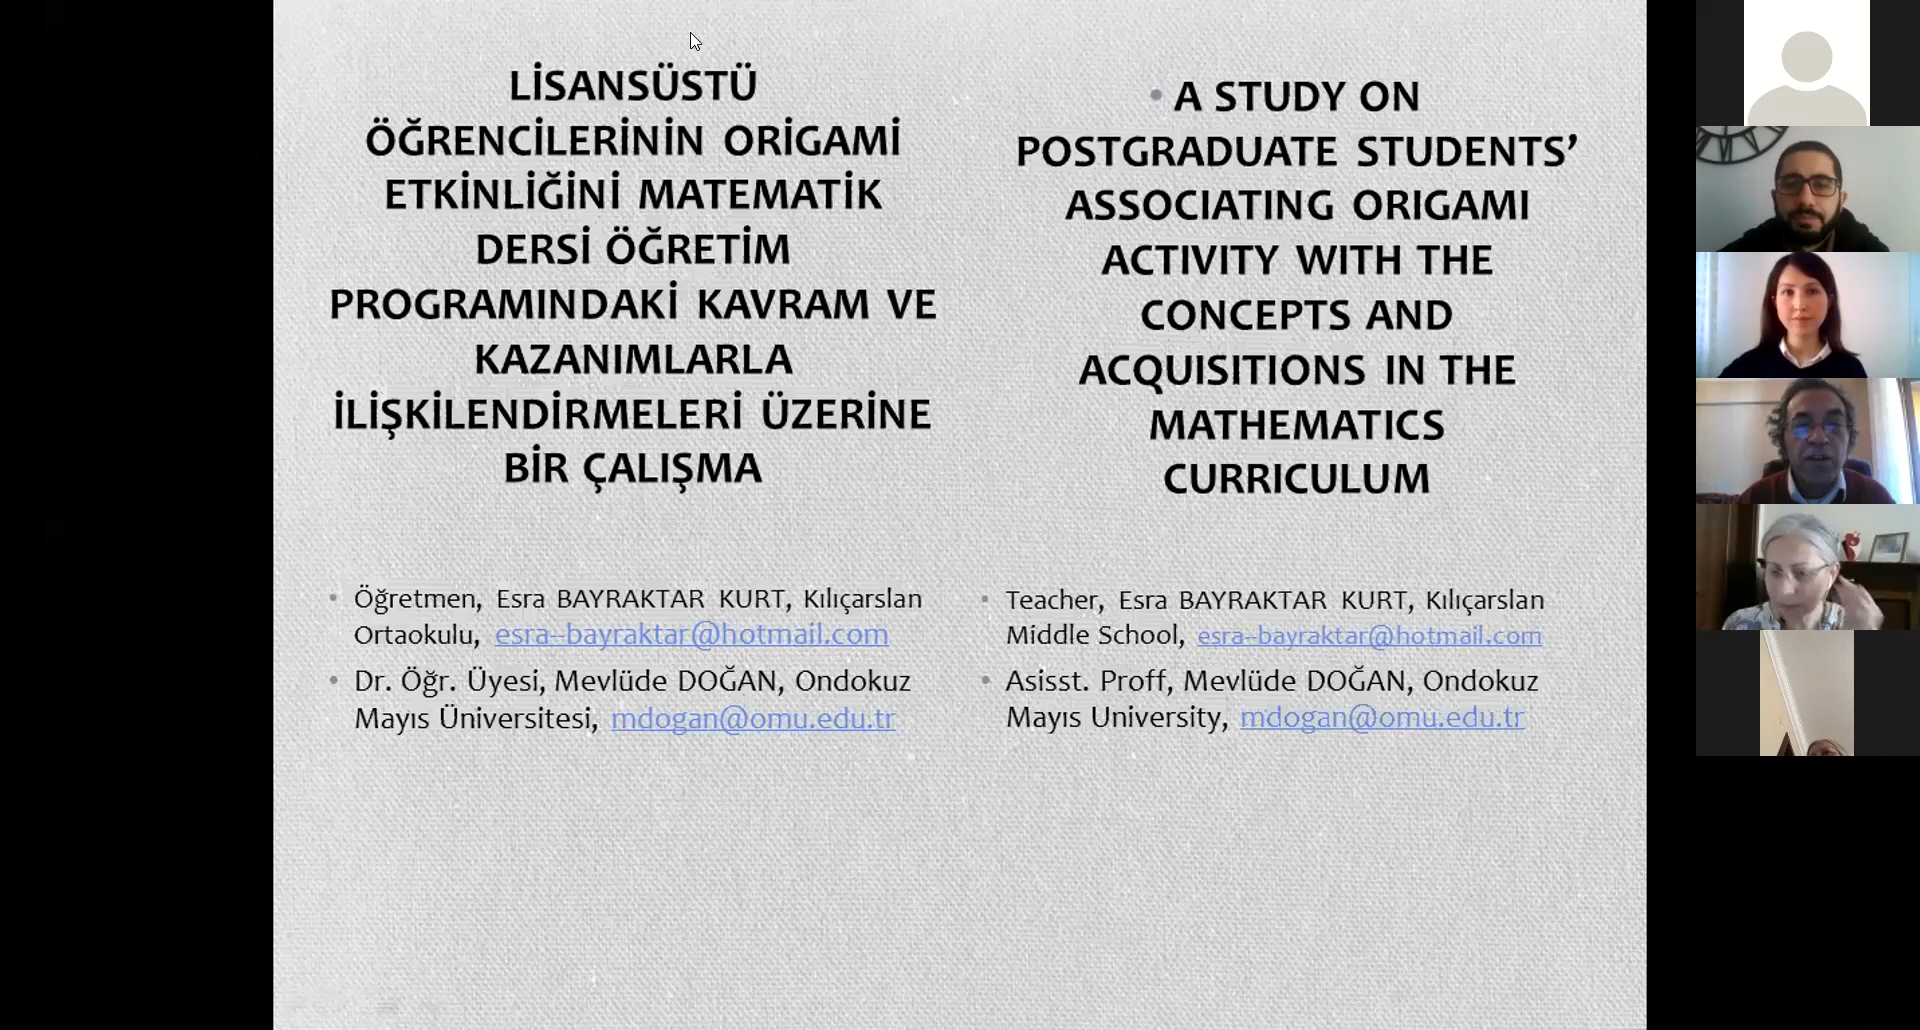 LİSANSÜSTÜ
ÖĞRENCİLERİNİN ORİGAMİ
ETKİNLİĞİNİ MATEMATİK
DERSİ ÖĞRETİM
PROGRAMINDAKİ KAVRAM VE
KAZANIMLARLA
İLİŞKİLENDİRMELERİ ÜZERİNE
BİR ÇALIŞMA
• Öğretmen, Esra BAYRAKTAR KURT, Kılıçarslan
Ortaokulu, esra-bayraktar@hotmail.com
• Dr. Öğr. Üyesi, Mevlüde DOĞAN, Ondokuz
Mayıs Üniversitesi, mdogan@omu.edu.tr
• A STUDY ON
POSTGRADUATE STUDENTS’
ASSOCIATING ORIGAMI
ACTIVITY WITH THE
CONCEPTS AND
ACQUISITIONS IN THE
MATHEMATICS
CURRICULUM
• Teacher, Esra BAYRAKTAR KURT, Kılıçarslan
Middle School, esra-bayraktar@hotmail.com
• Asisst. Proff, Mevlüde DOĞAN, Ondokuz
Mayıs University, mdogan@omu.edu.tr